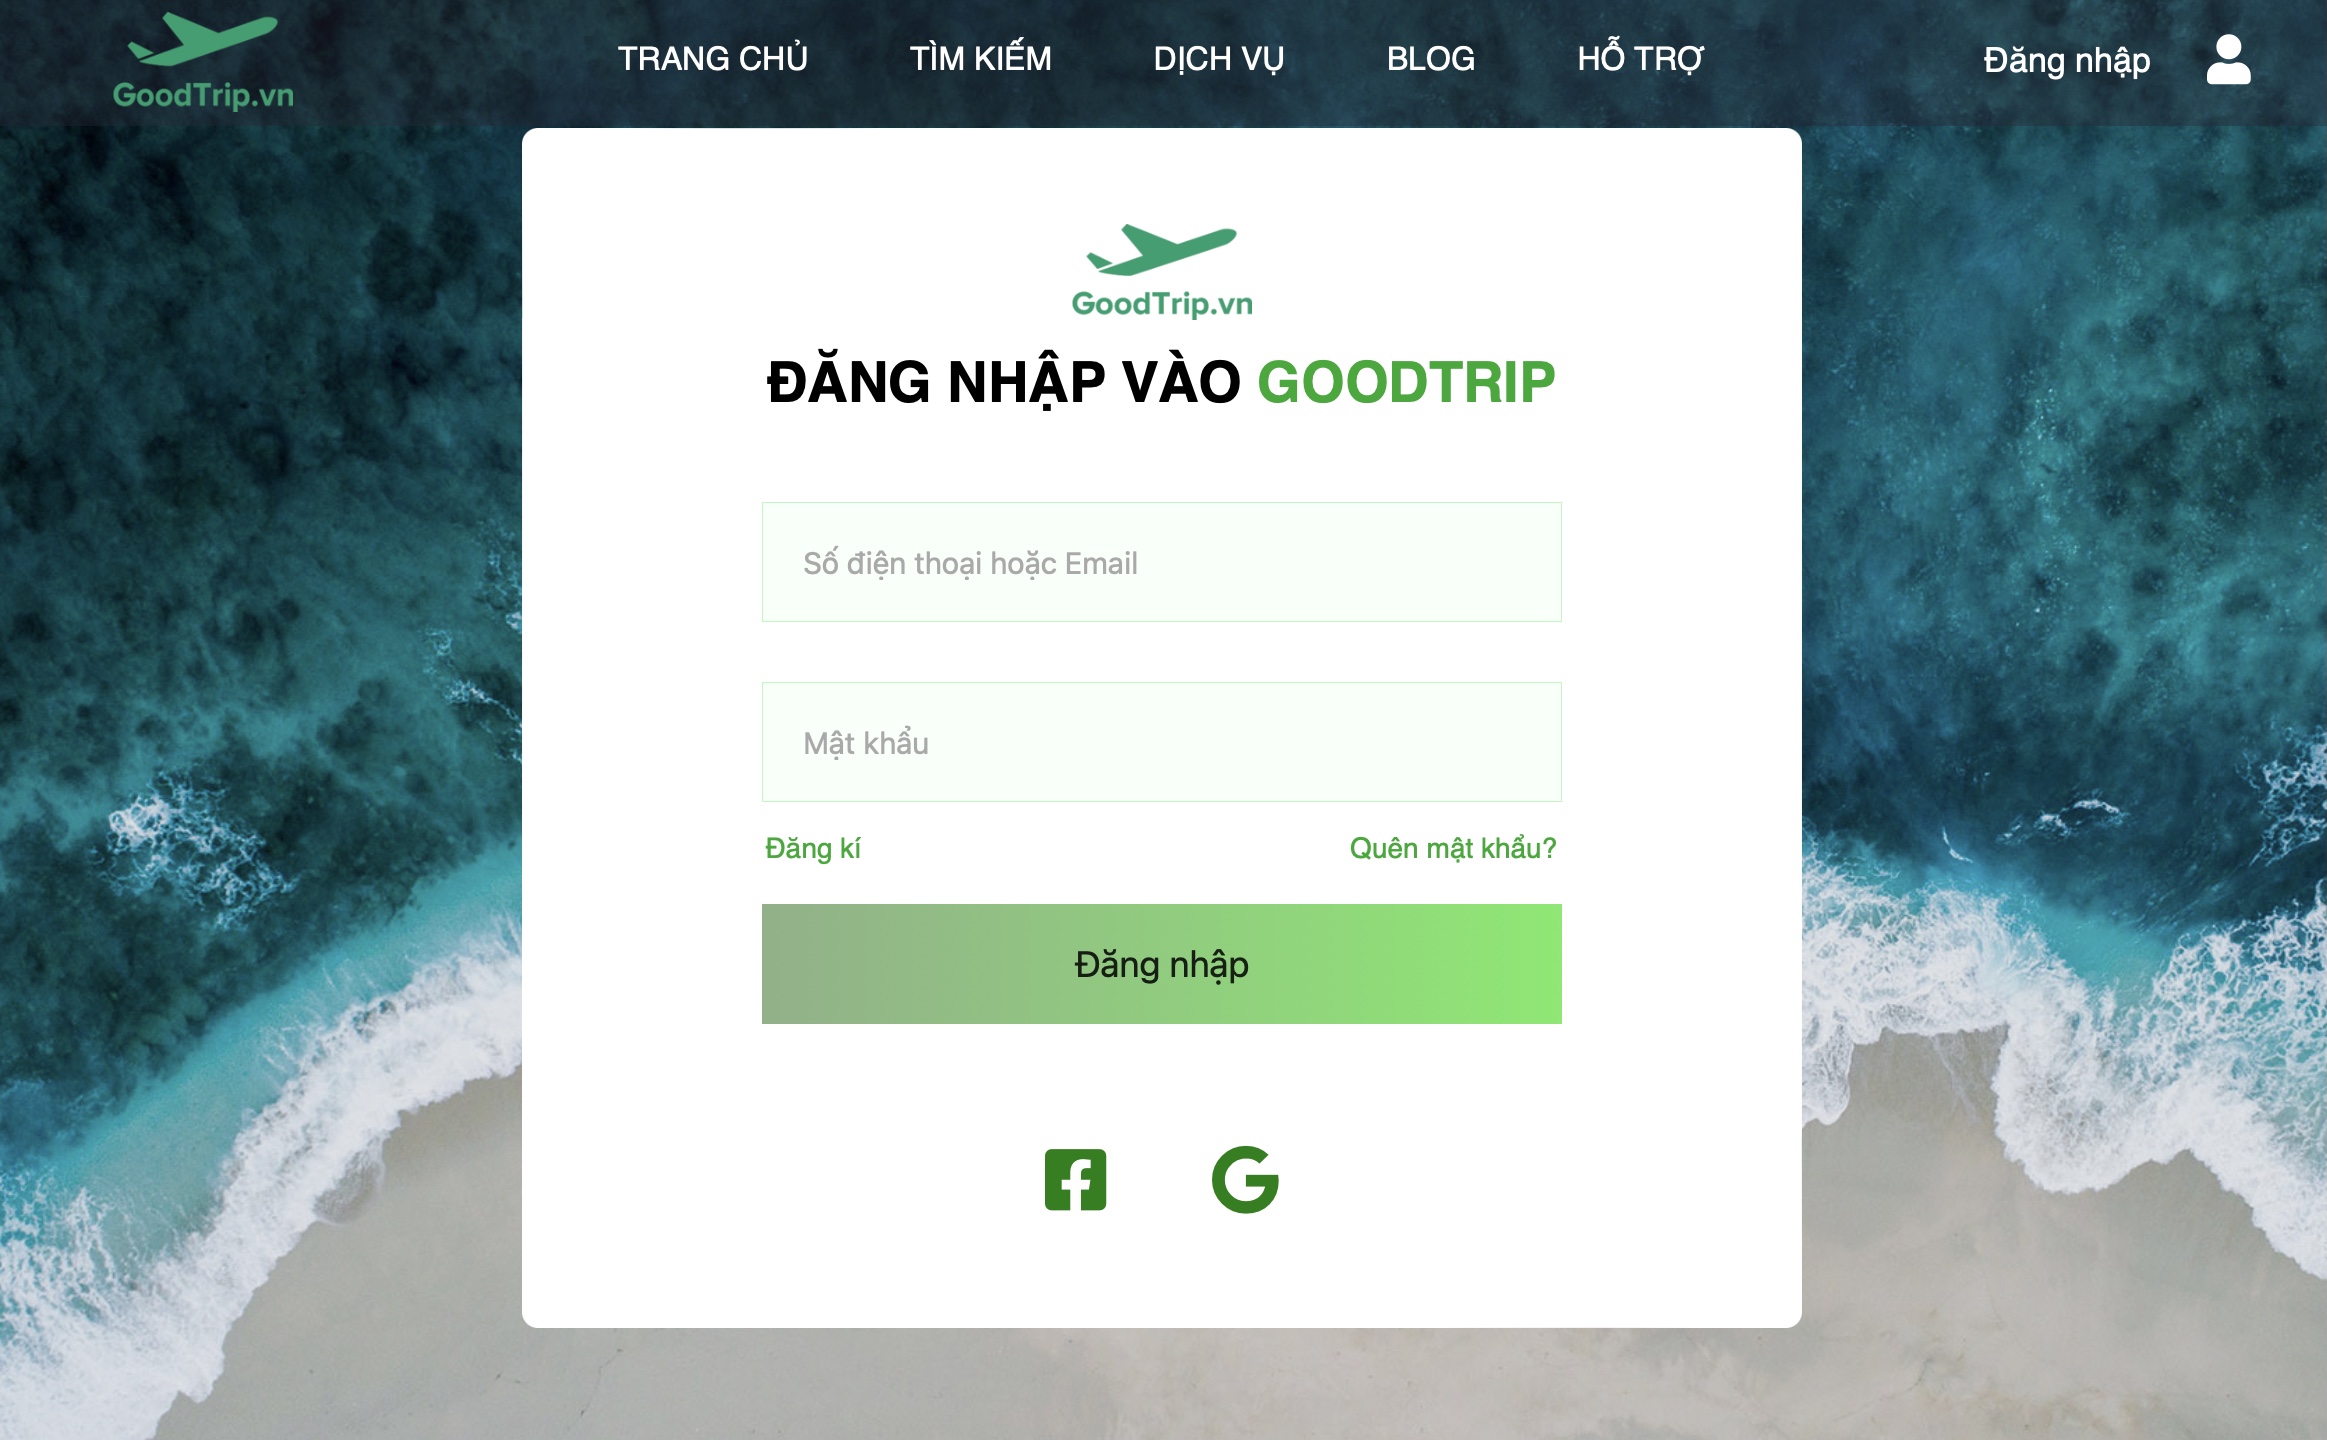 GoodTrip.vn
TRANG CHỦ TÌM KIẾM DỊCH VỤ BLOG HỖ TRỢ Đăng nhập
GoodTrip.vn
ĐĂNG NHẬP VÀO GOODTRIP
Số điện thoại hoặc Email
Mật khẩu
Đăng kí Quên mật khẩu?
Đăng nhập